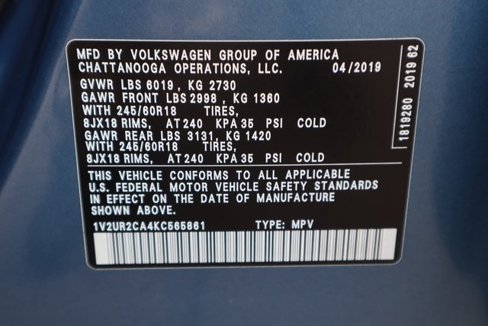 MFD BY VOLKSWAGEN GROUP OF AMERICA
CHATTANOOGA OPERATIONS, LLC. 04/2019
GVWR LBS 6019, KG 2730
GAWR FRONT LBS 2998, KG 1360
WITH 245/60R18 TIRES,
8JX18 RIMS, AT 240 KPA 35 PSI COLD
GAWR REAR LBS 3131, KG 1420
WITH 245/60R18 TIRES,
8JX18 RIMS, AT 240 KPA 35 PSI COLD
THIS VEHICLE CONFORMS TO ALL APPLICABLE
U.S. FEDERAL MOTOR VEHICLE SAFETY STANDARDS
IN EFFECT ON THE DATE OF MANUFACTURE
SHOWN ABOVE.
1V2UR2CA4KC565861 TYPE: MPV
1819280 2019 62